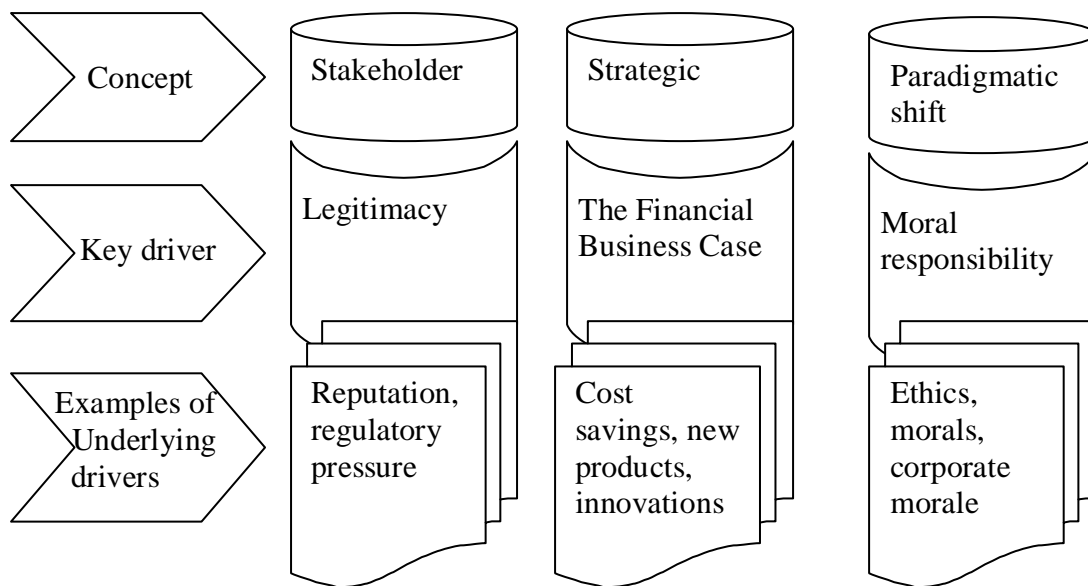 Concept
Stakeholder
Strategic
Paradigmatic
shift
Key driver
Legitimacy
The Financial
Business Case
Moral
responsibility
Examples of
Underlying
drivers
Reputation,
regulatory
pressure
Cost
savings, new
products,
innovations
Ethics,
morals,
corporate
morale